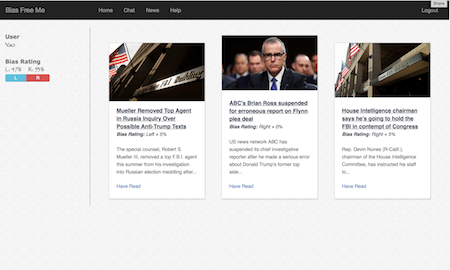 Share
Bias Free Me Home Chat News Help Logout
User
Bias Rating
L R
Mueller Removed Top Agent
in Russia Inquiry Over
Possible Anti-Trump Texts
Bias Rating: Left + 5%
The special counsel, Robert S.
Mueller III, removed a top F.B.I. agent
this summer from his investigation
into Russian election meddling after...
Have Read
ABC's Brian Ross suspended
for erroneous report on Flynn
plea deal
Bias Rating: Right + 0%
US news network ABC has
suspended its chief investigative
reporter after he made a serious error
about Donald Trump's former top
aide...
Have Read
House Intelligence chairman
says he's going to hold the
FBI in contempt of Congress
Bias Rating: Right + 5%
Rep. Devin Nunes (R-Calif.),
chairman of the House Intelligence
Committee, has instructed his staff
to...
Have Read